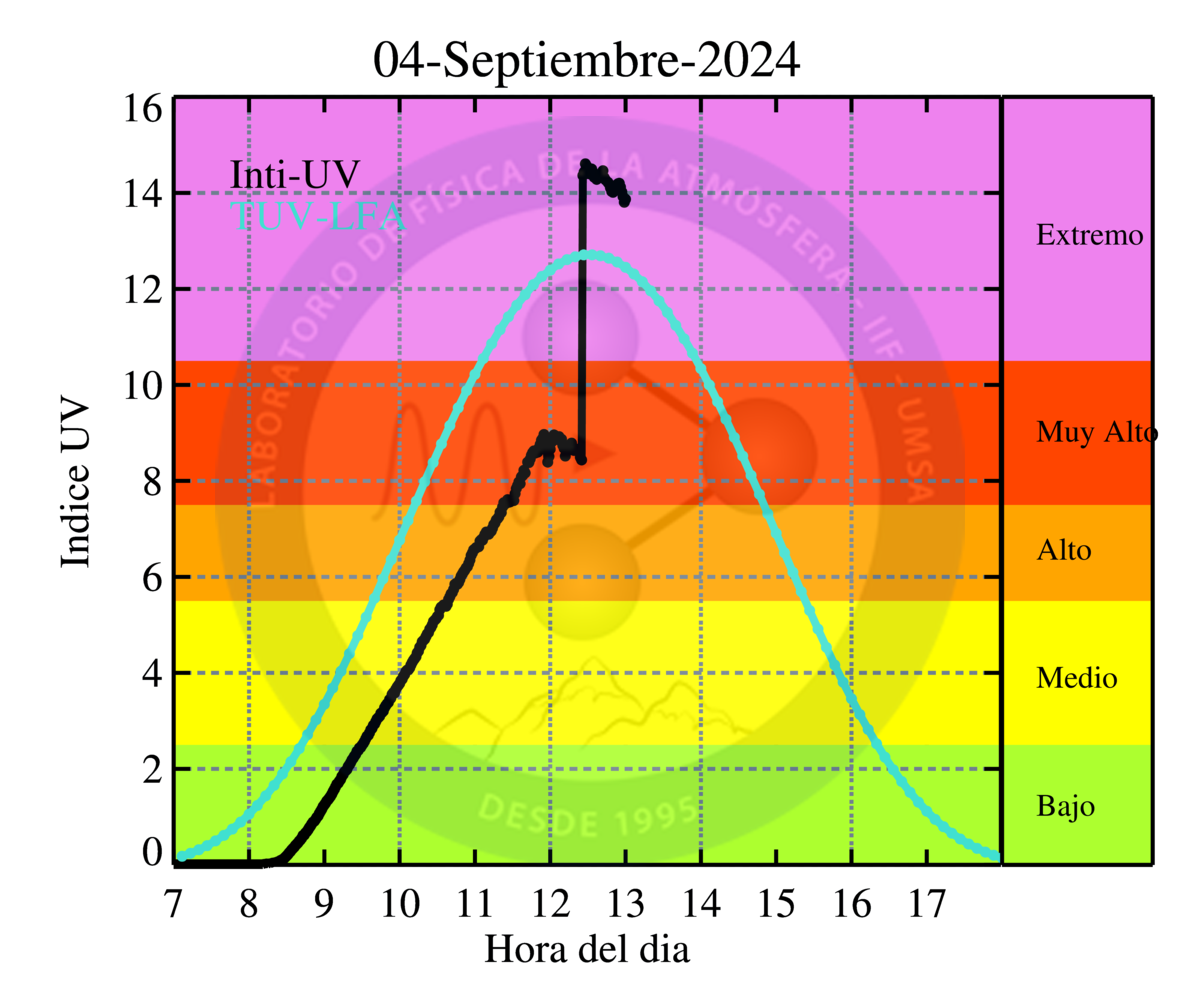 04-Septiembre-2024
Inti-UV
TUV-LFA
LABORATORIO DE FÍSICA DE LA ATMÓSFERA - IIF - UMSA
DESDE 1995
Indice UV
16
14
12
10
8
6
4
2
0
Extremo
Muy Alto
Alto
Medio
Bajo
7 8 9 10 11 12 13 14 15 16 17
Hora del dia